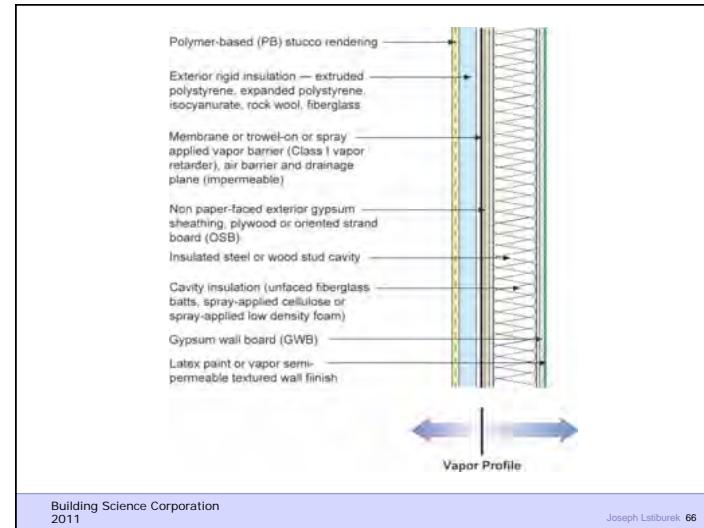 Polymer-based (PB) stucco rendering
Exterior rigid insulation — extruded
polystyrene, expanded polystyrene,
isocyanurate, rock wool, fiberglass
Membrane or trowel-on or spray
applied vapor barrier (Class I vapor
retarder), air barrier and drainage
plane (impermeable)
Non paper-faced exterior gypsum
sheathing, plywood or oriented strand
board (OSB)
Insulated steel or wood stud cavity
Cavity insulation (unfaced fiberglass
batts, spray-applied cellulose or
spray-applied low density foam)
Gypsum wall board (GWB)
Latex paint or vapor semi-
permeable textured wall fiinish
Vapor Profile
Building Science Corporation
2011
Joseph Lstiburek 66